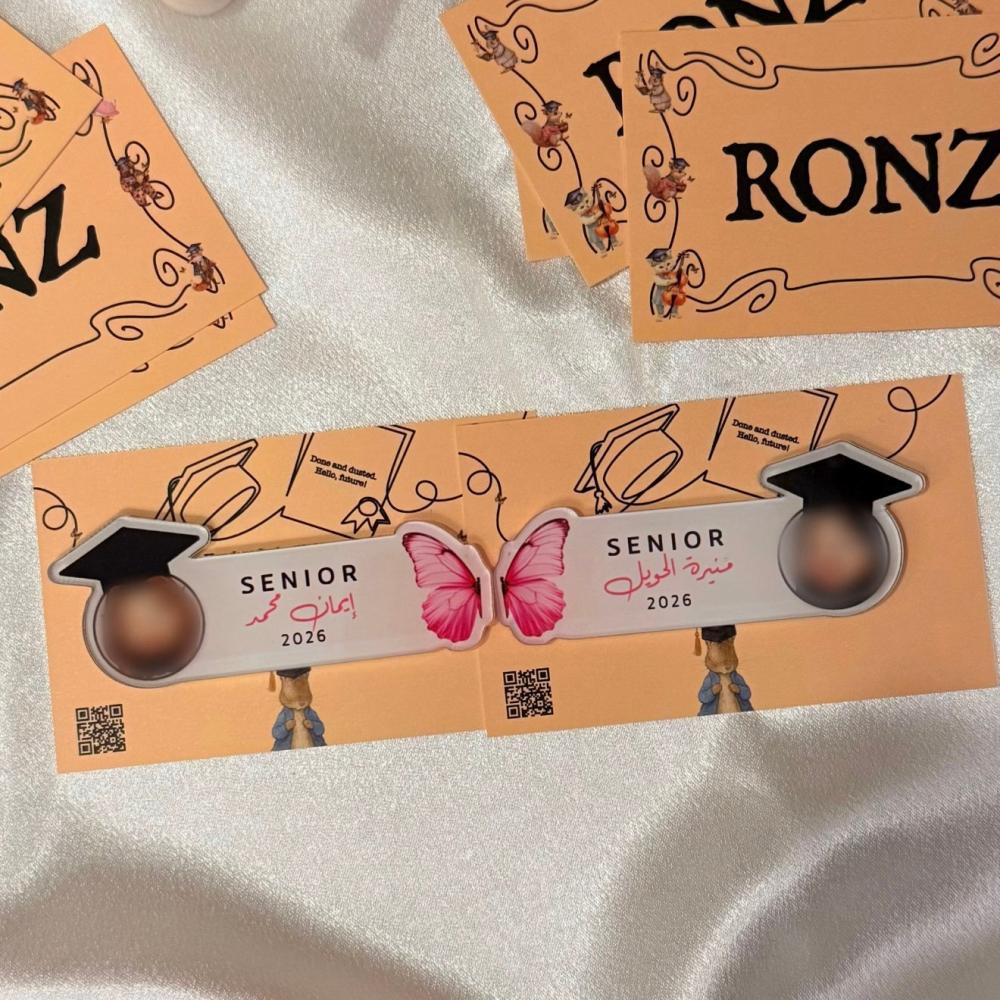 RONZ
Done and dusted.
Hello, future!
SENIOR
إيمان محمد
2026
Done and dusted.
Hello, future!
SENIOR
منيرة الحويل
2026